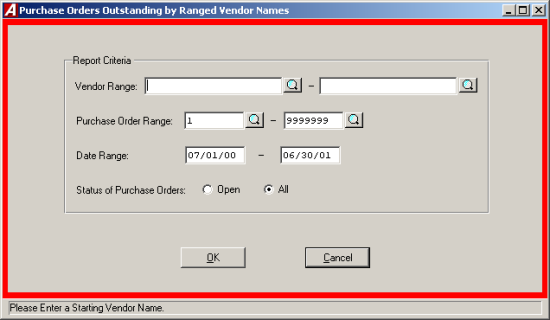 A Purchase Orders Outstanding by Ranged Vendor Names
Report Criteria
Vendor Range: -
Purchase Order Range: 1 - 9999999
Date Range: 07/01/00 - 06/30/01
Status of Purchase Orders: Open All
OK Cancel
Please Enter a Starting Vendor Name.